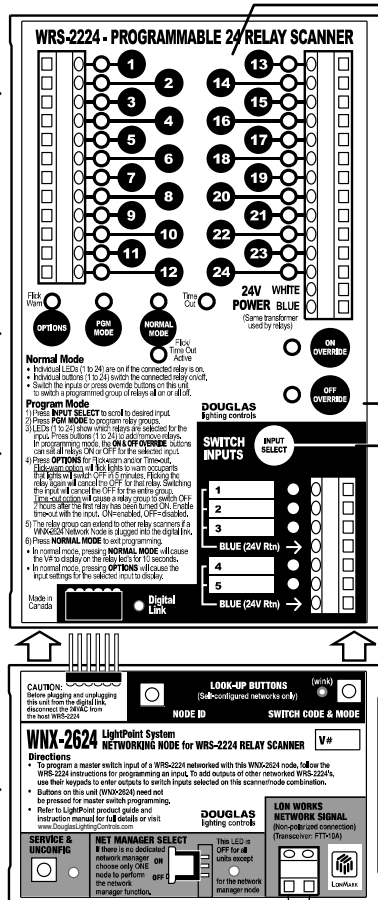 WRS-2224 - PROGRAMMABLE 24 RELAY SCANNER
1
2
3
4
5
6
7
8
9
10
11
12
13
14
15
16
17
18
19
20
21
22
23
24
24V POWER
WHITE
BLUE
(Same transformer
used by relays)
Flick
Warn
Time
Out
OPTIONS
PGM
MODE
NORMAL
MODE
Flick/
Time Out
Active
ON
OVERRIDE
OFF
OVERRIDE
Normal Mode
• Individual LEDs (1 to 24) are on if the connected relay is on.
• Individual buttons (1 to 24) switch the connected relay on/off.
• Switch the inputs or press override buttons on this unit
to switch a programmed group of relays all on or all off.
Program Mode
1) Press INPUT SELECT to scroll to desired input.
2) Press PGM MODE to program relay groups.
3) LEDs (1 to 24) show which relays are selected for the
input. Press buttons (1 to 24) to add/remove relays.
In programming mode, the ON & OFF OVERRIDE buttons
can set all relays ON or OFF for the selected input.
4) Press OPTIONS for Flick-warn and/or Time-out.
Flick-warn option will flick lights to warn occupants
that lights will switch OFF in 5 minutes. Flicking the
relay again will cancel the OFF for that relay. Switching
the input will cancel the OFF for the entire group.
Time -out option will cause a relay group to switch OFF
2 hours after the first relay has been turned ON. Enable
time-out with the input. ON=enabled, OFF=disabled.
5) The relay group can extend to other relay scanners if a
WNX-2624 Network Node is plugged into the digital link.
6) Press NORMAL MODE to exit programming.
• In normal mode, pressing NORMAL MODE will cause
the V# to display on the relay led's for 10 seconds.
• In normal mode, pressing OPTIONS will cause the
input settings for the selected input to display.
DOUGLAS
lighting controls
SWITCH
INPUTS
INPUT
SELECT
1
2
3
BLUE (24V Rtn)
4
5
BLUE (24V Rtn)
Made in
Canada
Digital
Link
CAUTION:
Before plugging and unplugging
this unit from the digital link,
disconnect the 24VAC from
the host WRS-2224
LOOK-UP BUTTONS
(Self-configured networks only)
(wink)
NODE ID
SWITCH CODE & MODE
WNX-2624 LightPoint System
NETWORKING NODE for WRS-2224 RELAY SCANNER
V#
Directions
• To program a master switch input of a WRS-2224 networked with this WNX-2624 node, follow the
WRS-2224 instructions for programming an input. To add outputs of other networked WRS-2224's,
use their keypads to enter outputs to switch inputs selected on this scanner/node combination.
• Buttons on this unit (WNX-2624) need not
be pressed for master switch programming.
• Refer to LightPoint product guide and
instruction manual for full details or visit
www.DouglasLightingControls.com
DOUGLAS
lighting controls
LON WORKS
NETWORK SIGNAL
(Non-polarized connection)
(Transceiver: FTT-10A)
SERVICE &
UNCONFIG
NET MANAGER SELECT
If there is no dedicated
network manager
choose only ONE
node to perform
the network
manager function.
ON
OFF
This LED is
OFF for all
units except
for the network
manager node
LONMARK